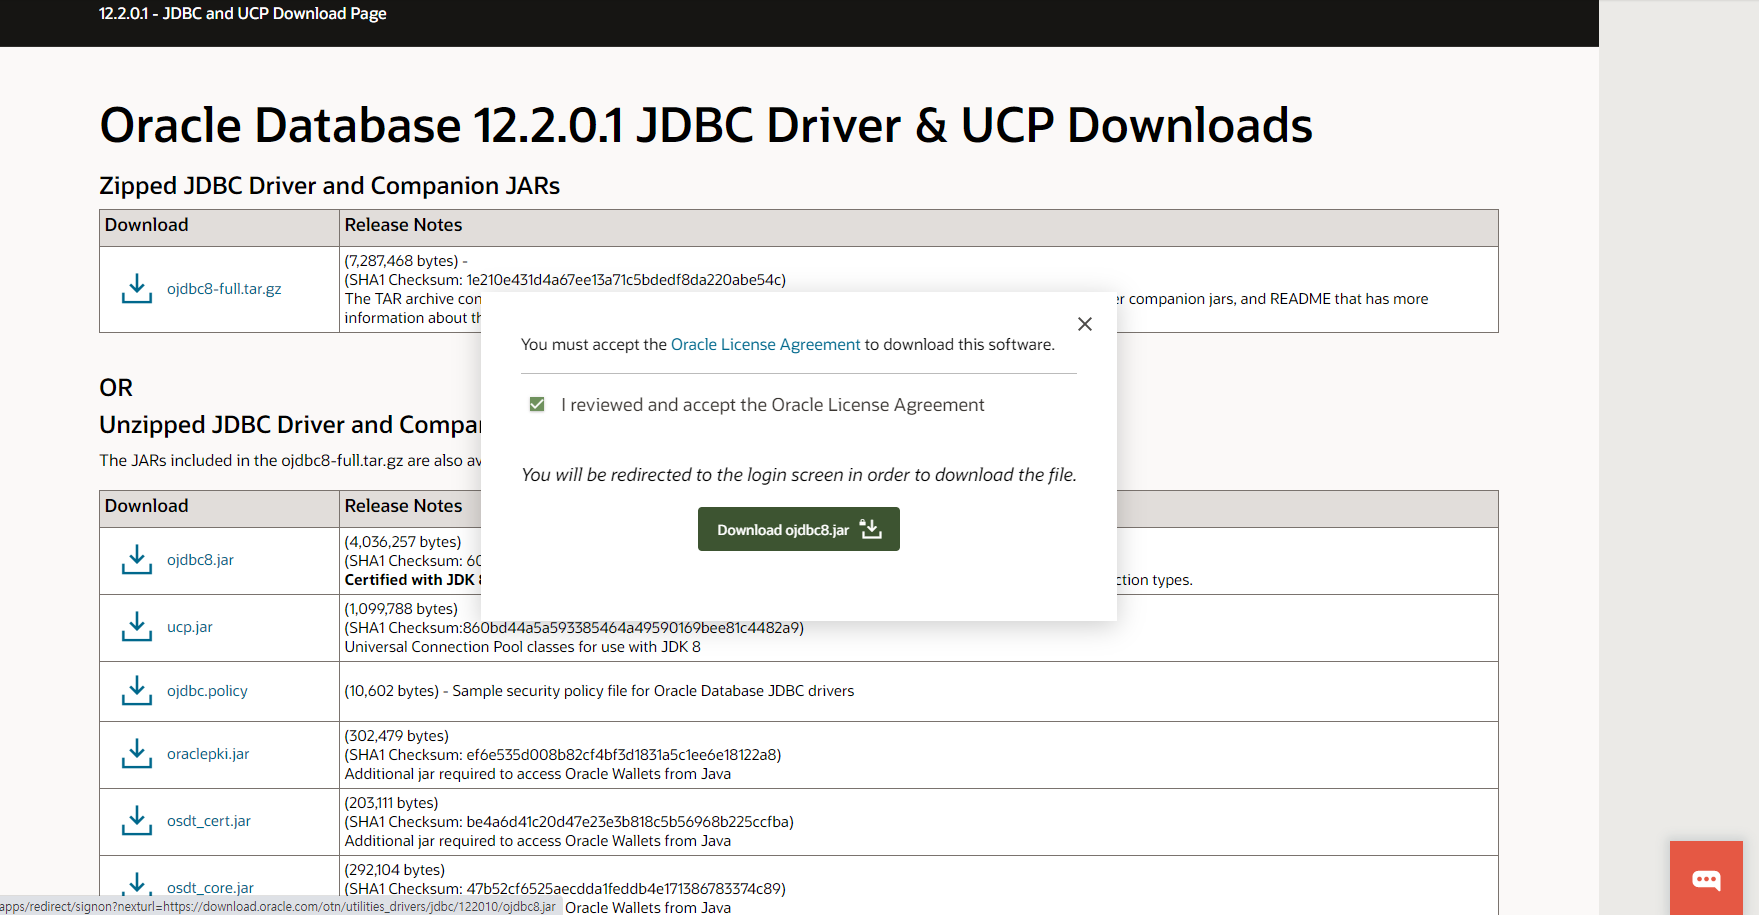 12.2.0.1 - JDBC and UCP Download Page
Oracle Database 12.2.0.1 JDBC Driver & UCP Downloads
Zipped JDBC Driver and Companion JARs
Download Release Notes
ojdbc8-full.tar.gz
(7,287,468 bytes) -
(SHA1 Checksum: 1e210e431d4a67ee13a71c5bdedf8da220abe54c)
The TAR archive con
er companion jars, and README that has more
information about th
You must accept the Oracle License Agreement to download this software.
I reviewed and accept the Oracle License Agreement
You will be redirected to the login screen in order to download the file.
Download ojdbc8.jar
OR
Unzipped JDBC Driver and Compa
The JARs included in the ojdbc8-full.tar.gz are also av
Download Release Notes
ojdbc8.jar
(4,036,257 bytes)
(SHA1 Checksum: 60
Certified with JDK 8
ction types.
ucp.jar
(1,099,788 bytes)
(SHA1 Checksum:860bd44a5a593385464a49590169bee81c4482a9)
Universal Connection Pool classes for use with JDK 8
ojdbc.policy
(10,602 bytes) - Sample security policy file for Oracle Database JDBC drivers
oraclepki.jar
(302,479 bytes)
(SHA1 Checksum: ef6e535d008b82cf4bf3d1831a5c1ee6e18122a8)
Additional jar required to access Oracle Wallets from Java
osdt_cert.jar
(203,111 bytes)
(SHA1 Checksum: be4a6d41c20d47e23e3b818c5b56968b225ccfba)
Additional jar required to access Oracle Wallets from Java
osdt_core.jar
(292,104 bytes)
(SHA1 Checksum: 47b52cf6525aecdda1feddb4e171386783374c89)
Oracle Wallets from Java
apps/redirect/signon?nexturl=https://download.oracle.com/otn/utilities_drivers/jdbc/122010/ojdbc8.jar